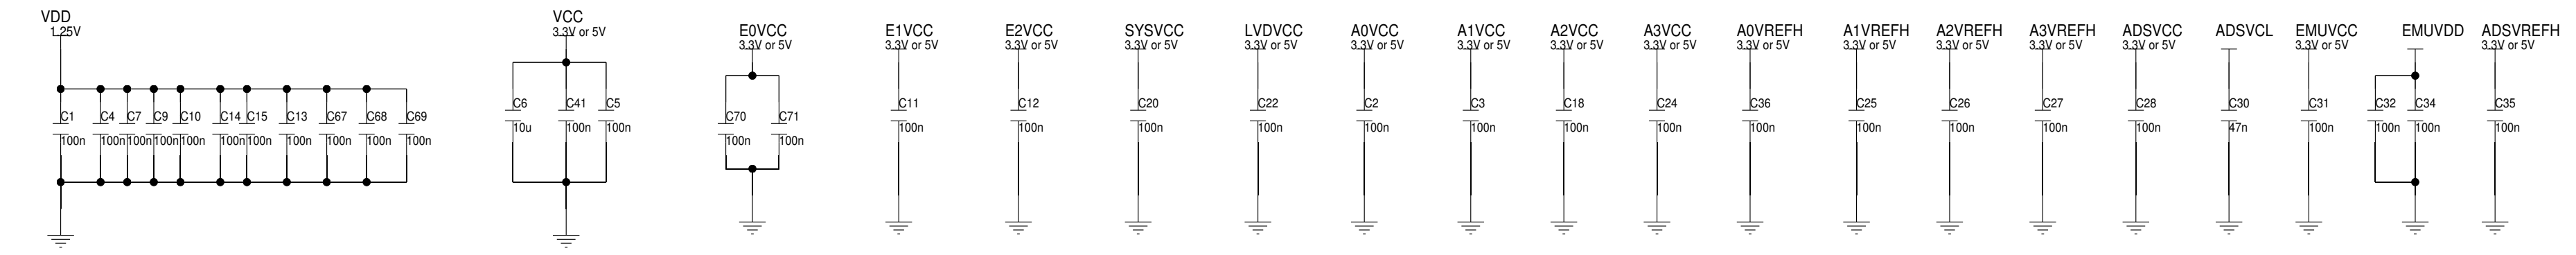 VDD
1.25V
VCC
3.3V or 5V
E0VCC
3.3V or 5V
E1VCC
3.3V or 5V
E2VCC
3.3V or 5V
SYSVCC
3.3V or 5V
LVDVCC
3.3V or 5V
A0VCC
3.3V or 5V
A1VCC
3.3V or 5V
A2VCC
3.3V or 5V
A3VCC
3.3V or 5V
A0VREFH
3.3V or 5V
A1VREFH
3.3V or 5V
A2VREFH
3.3V or 5V
A3VREFH
3.3V or 5V
ADSVCC
3.3V or 5V
ADSVCL
EMUVCC
3.3V or 5V
EMUVDD
ADSVREFH
3.3V or 5V
C1
100n
C4
100n
C7
100n
C9
100n
C10
100n
C14
100n
C15
100n
C13
100n
C67
100n
C68
100n
C69
100n
C6
10u
C41
100n
C5
100n
C70
100n
C71
100n
C11
100n
C12
100n
C20
100n
C22
100n
C2
100n
C3
100n
C18
100n
C24
100n
C36
100n
C25
100n
C26
100n
C27
100n
C28
100n
C30
47n
C31
100n
C32
100n
C34
100n
C35
100n